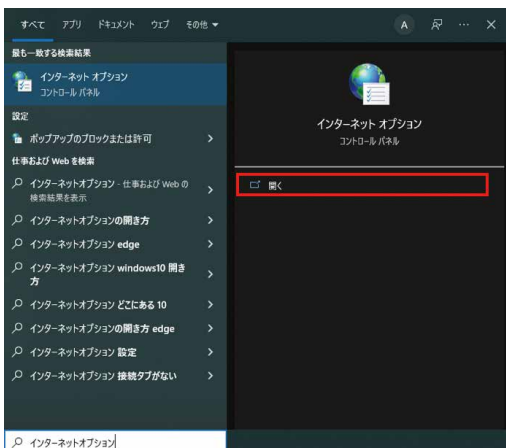 すべて アプリ ドキュメント ウェブ その他 A ...
最も一致する検索結果
インターネット オプション
コントロール パネル
設定
ポップアップのブロックまたは許可
仕事および Web を検索
インターネットオプション - 仕事および Web の
検索結果を表示
インターネットオプションの開き方
インターネットオプション edge
インターネットオプション windows10 開き
方
インターネットオプション どこにある 10
インターネットオプションの開き方 edge
インターネットオプション 設定
インターネットオプション 接続タブがない
インターネットオプション
インターネット オプション
コントロール パネル
開く